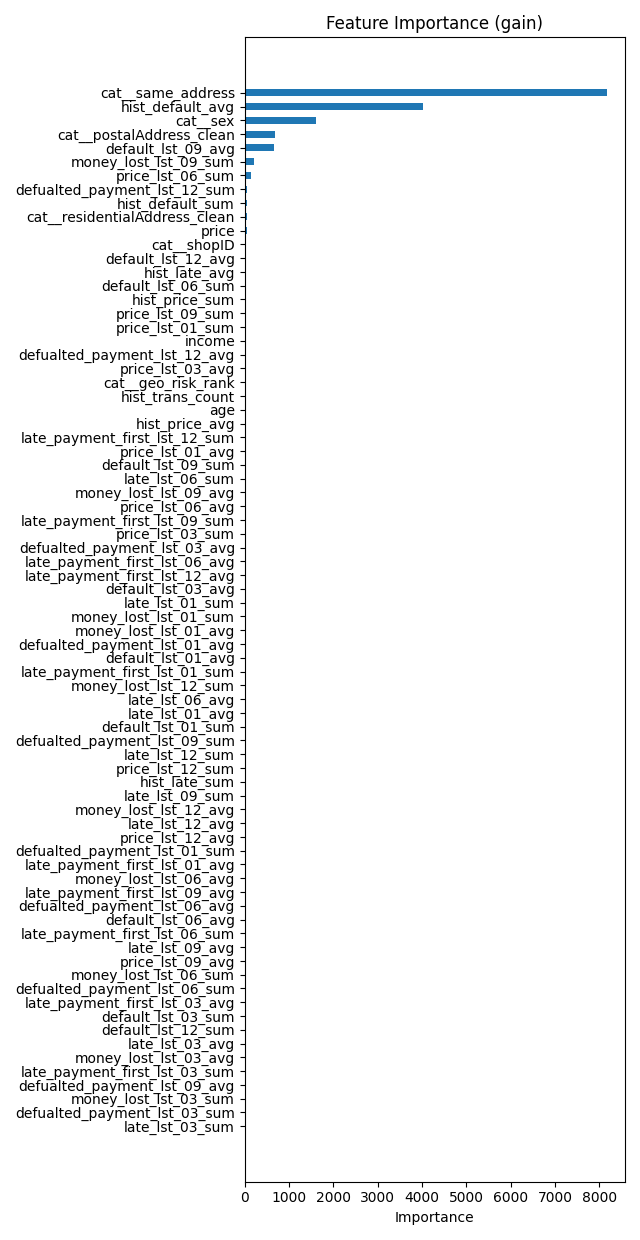 Feature Importance (gain)
cat__same_address
hist_default_avg
cat__sex
cat__postalAddress_clean
default_lst_09_avg
money_lost_lst_09_sum
price_lst_06_sum
defualted_payment_lst_12_sum
hist_default_sum
cat__residentialAddress_clean
price
cat__shopID
default_lst_12_avg
hist_late_avg
default_lst_06_sum
hist_price_sum
price_lst_09_sum
price_lst_01_sum
income
defualted_payment_lst_12_avg
price_lst_03_avg
cat__geo_risk_rank
hist_trans_count
age
hist_price_avg
late_payment_first_lst_12_sum
price_lst_01_avg
default_lst_09_sum
late_lst_06_sum
money_lost_lst_09_avg
price_lst_06_avg
late_payment_first_lst_09_sum
price_lst_03_sum
defualted_payment_lst_03_avg
late_payment_first_lst_06_avg
late_payment_first_lst_12_avg
default_lst_03_avg
late_lst_01_sum
money_lost_lst_01_sum
money_lost_lst_01_avg
defualted_payment_lst_01_avg
default_lst_01_avg
late_payment_first_lst_01_sum
money_lost_lst_12_sum
late_lst_06_avg
late_lst_01_avg
default_lst_01_sum
defualted_payment_lst_09_sum
late_lst_12_sum
price_lst_12_sum
hist_late_sum
late_lst_09_sum
money_lost_lst_12_avg
late_lst_12_avg
price_lst_12_avg
defualted_payment_lst_01_sum
late_payment_first_lst_01_avg
money_lost_lst_06_avg
late_payment_first_lst_09_avg
defualted_payment_lst_06_avg
default_lst_06_avg
late_payment_first_lst_06_sum
late_lst_09_avg
price_lst_09_avg
money_lost_lst_06_sum
defualted_payment_lst_06_sum
late_payment_first_lst_03_avg
default_lst_03_sum
default_lst_12_sum
late_lst_03_avg
money_lost_lst_03_avg
late_payment_first_lst_03_sum
defualted_payment_lst_09_avg
money_lost_lst_03_sum
defualted_payment_lst_03_sum
late_lst_03_sum
0 1000 2000 3000 4000 5000 6000 7000 8000
Importance